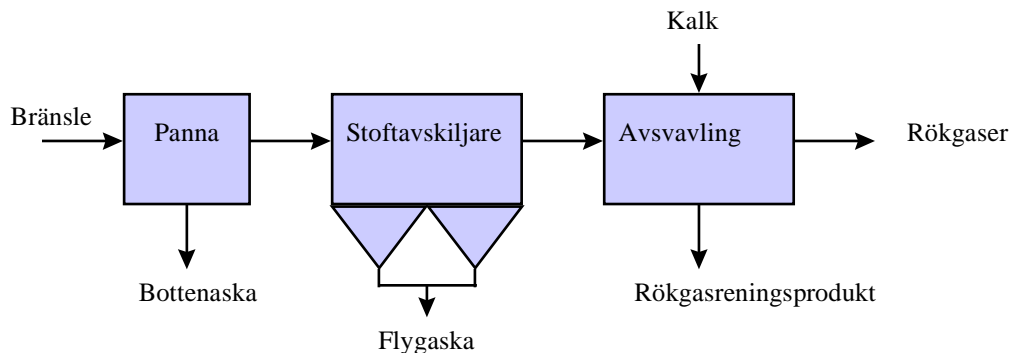 Kalk
Bränsle
Panna
Stoftavskiljare
Avsvavling
Rökgaser
Bottenaska
Rökgasreningsprodukt
Flygaska